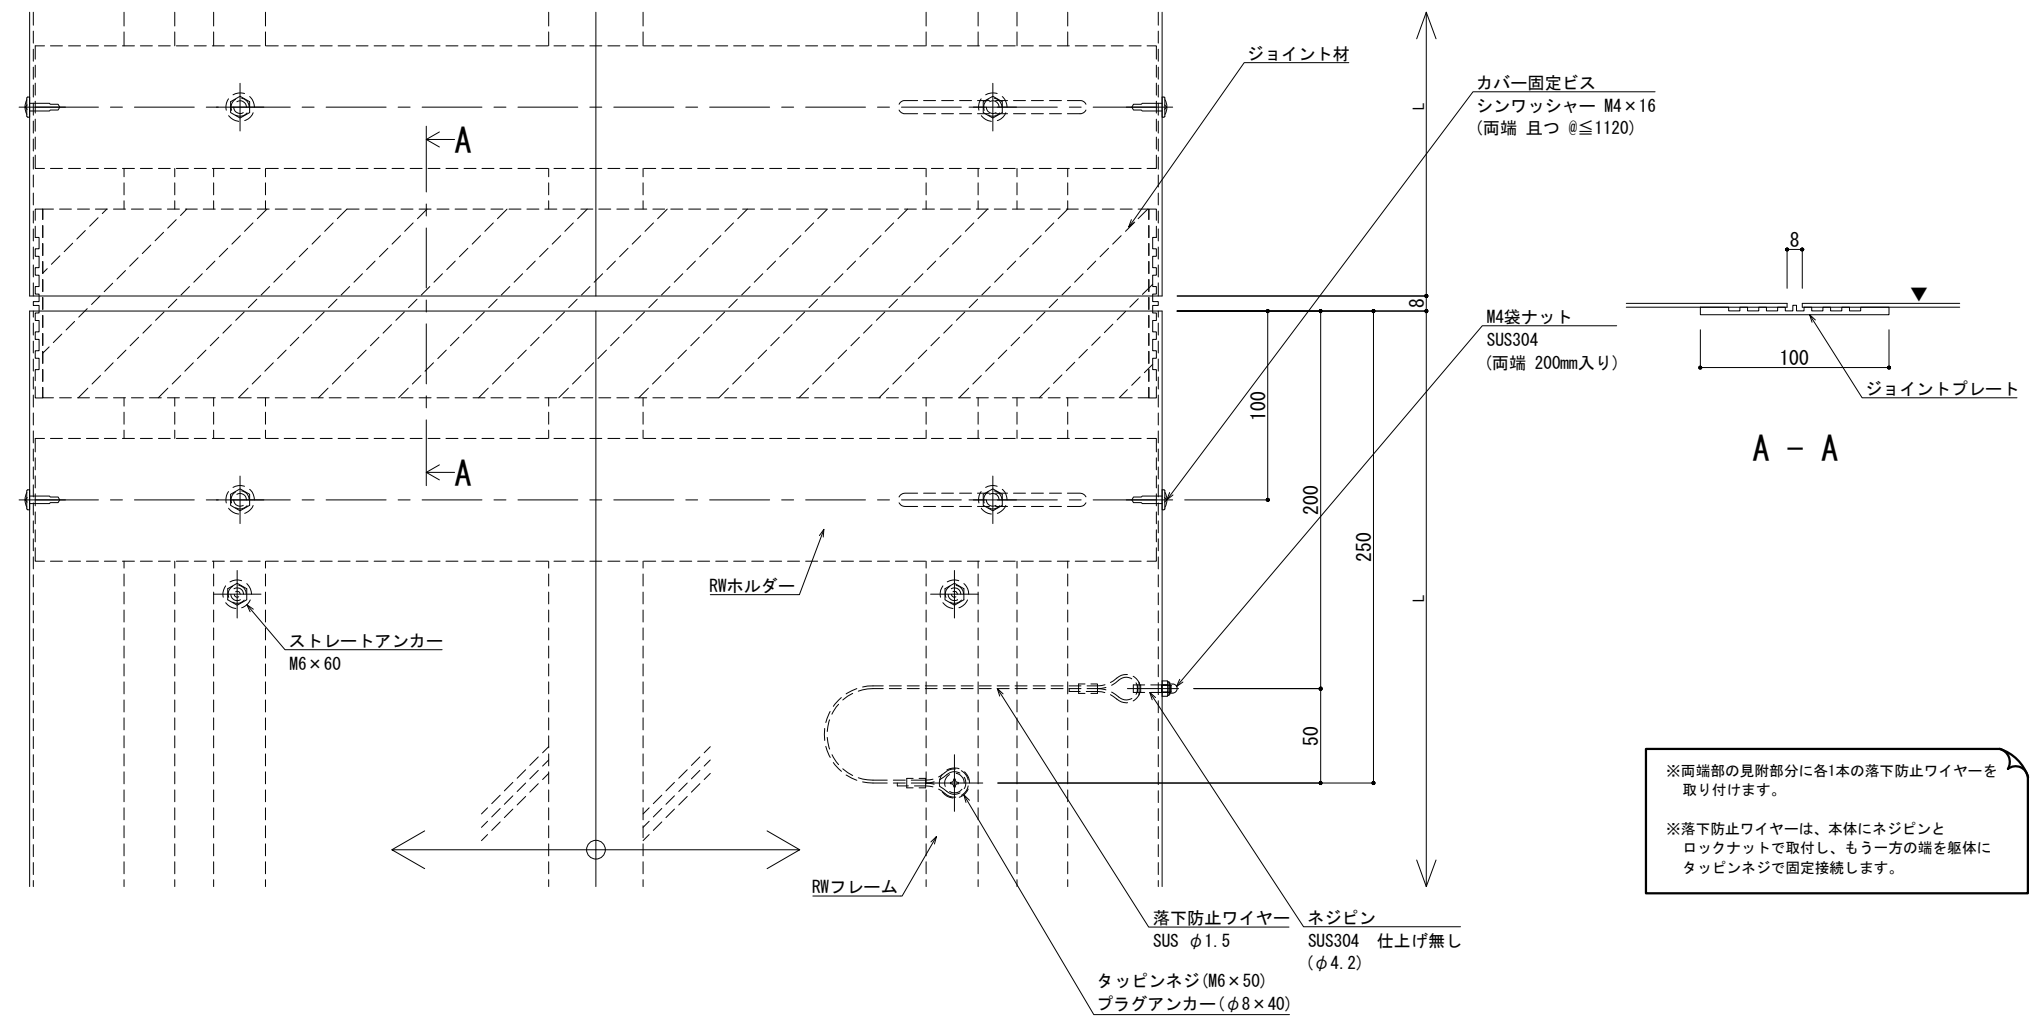 ジョイント材
カバー固定ビス
シンワッシャー M4×16
(両端 且つ @≦1120)
L
A
8
8
M4袋ナット
SUS304
(両端 200mm入り)
100
ジョイントプレート
A - A
100
200
250
A
L
RWホルダー
ストレートアンカー
M6×60
50
RWフレーム
落下防止ワイヤー
SUS φ1.5
ネジピン
SUS304 仕上げ無し
(φ4.2)
タッピンネジ(M6×50)
プラグアンカー(φ8×40)
※両端部の見附部分に各1本の落下防止ワイヤーを
取り付けます。
※落下防止ワイヤーは、本体にネジピンと
ロックナットで取付し、もう一方の端を躯体に
タッピンネジで固定接続します。